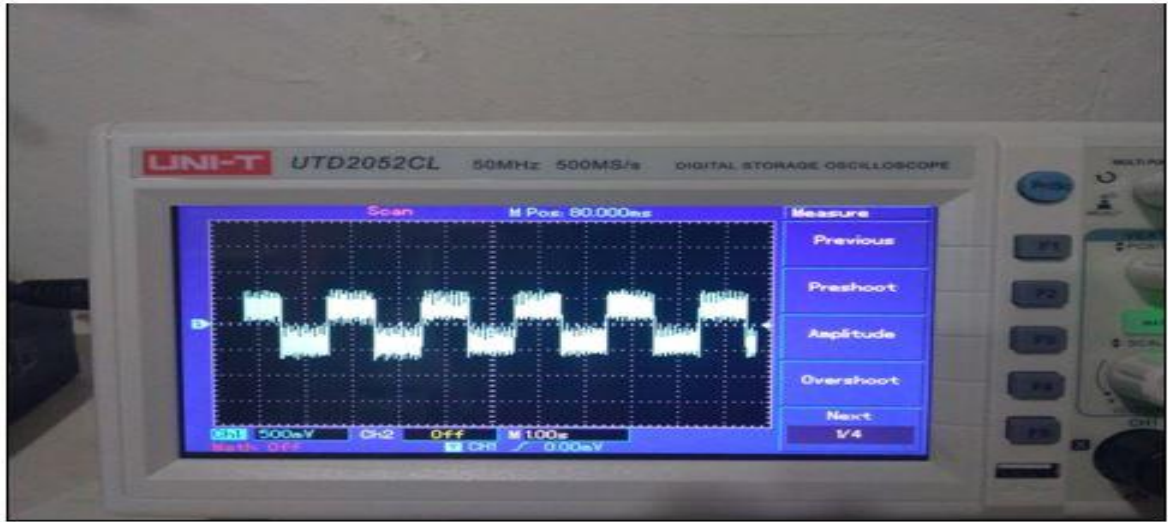 UNI-T UTD2052CL 50MHz 500MS/s DIGITAL STORAGE OSCILLOSCOPE
Scan M Pos: 80.000ms Measure
Previous
Preshoot
Amplitude
Overshoot
Next
1/4
Ch1 500mV Ch2 Off M 1.00s
Math Off CH1 0.00mV
F1
F2
F3
F4
F5
CH1